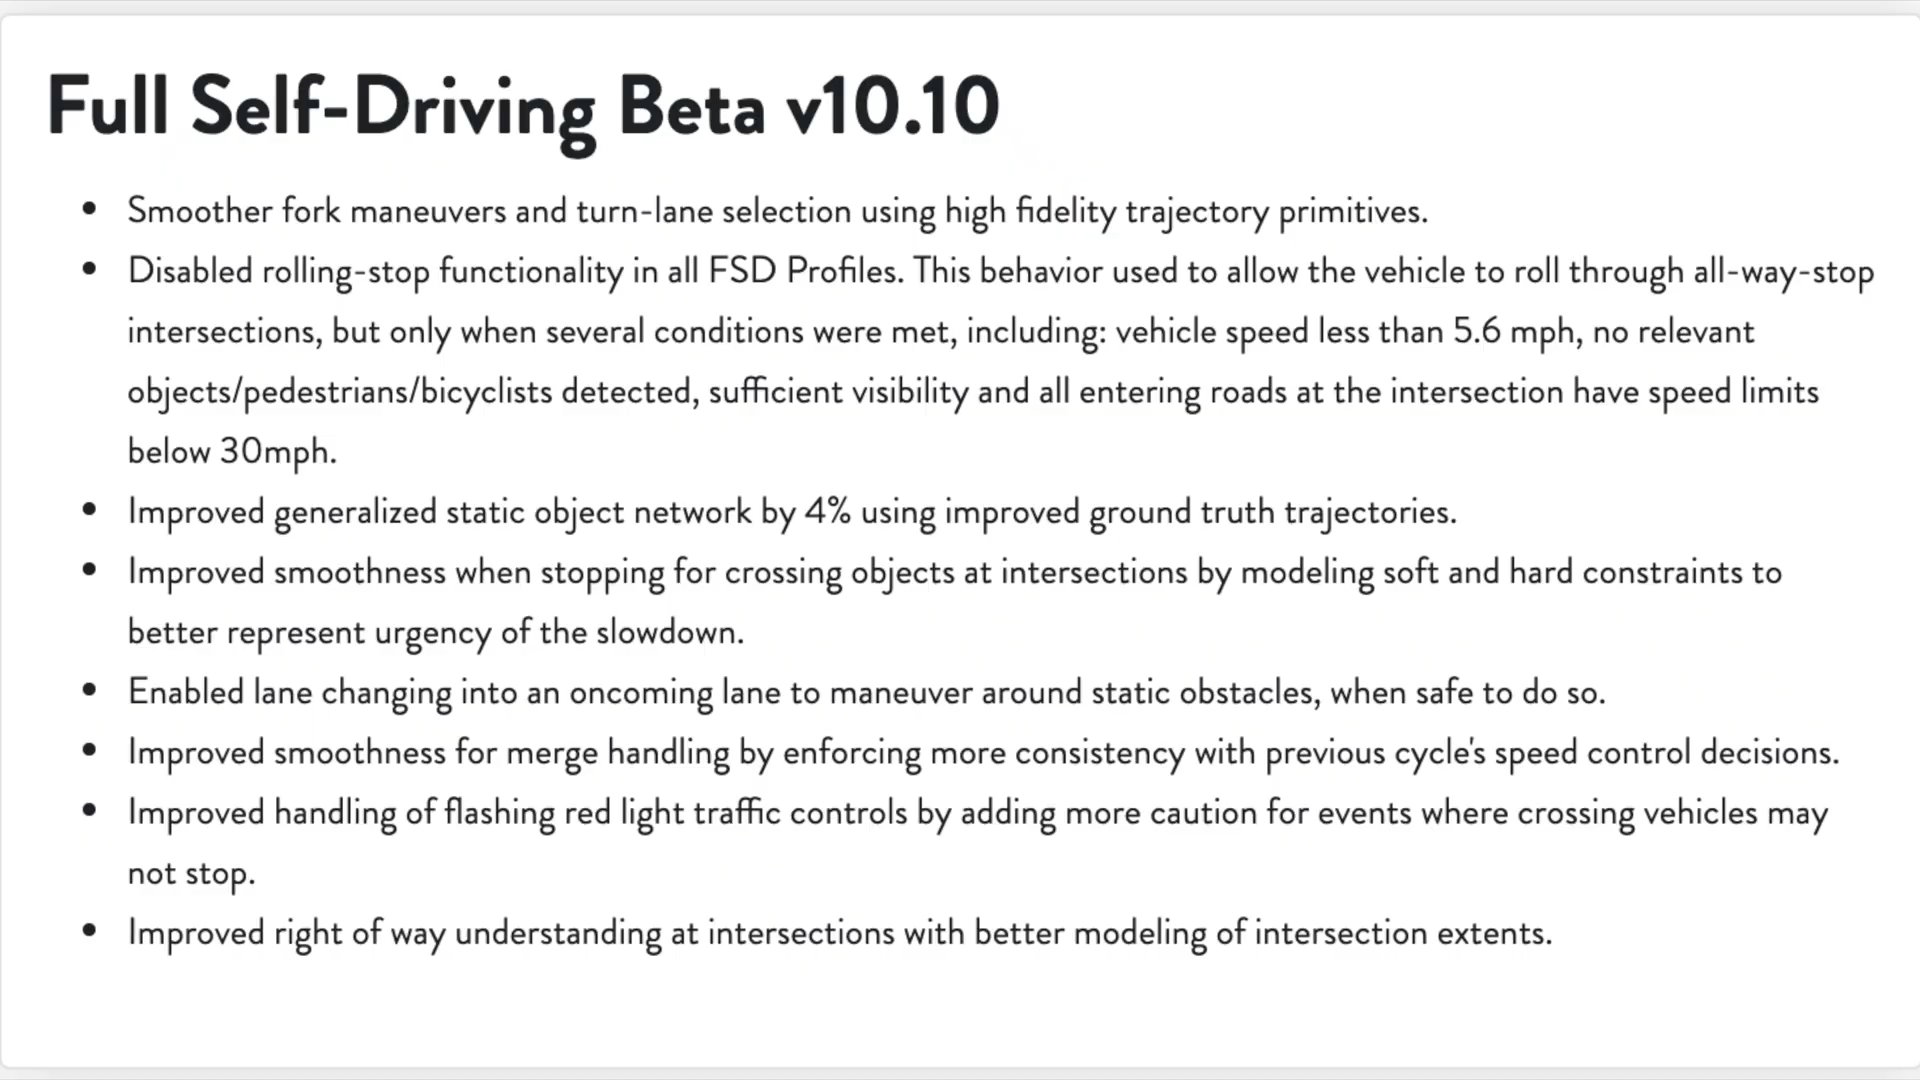 Full Self-Driving Beta v10.10
• Smoother fork maneuvers and turn-lane selection using high fidelity trajectory primitives.
• Disabled rolling-stop functionality in all FSD Profiles. This behavior used to allow the vehicle to roll through all-way-stop
intersections, but only when several conditions were met, including: vehicle speed less than 5.6 mph, no relevant
objects/pedestrians/bicyclists detected, sufficient visibility and all entering roads at the intersection have speed limits
below 30mph.
• Improved generalized static object network by 4% using improved ground truth trajectories.
• Improved smoothness when stopping for crossing objects at intersections by modeling soft and hard constraints to
better represent urgency of the slowdown.
• Enabled lane changing into an oncoming lane to maneuver around static obstacles, when safe to do so.
• Improved smoothness for merge handling by enforcing more consistency with previous cycle's speed control decisions.
• Improved handling of flashing red light traffic controls by adding more caution for events where crossing vehicles may
not stop.
• Improved right of way understanding at intersections with better modeling of intersection extents.